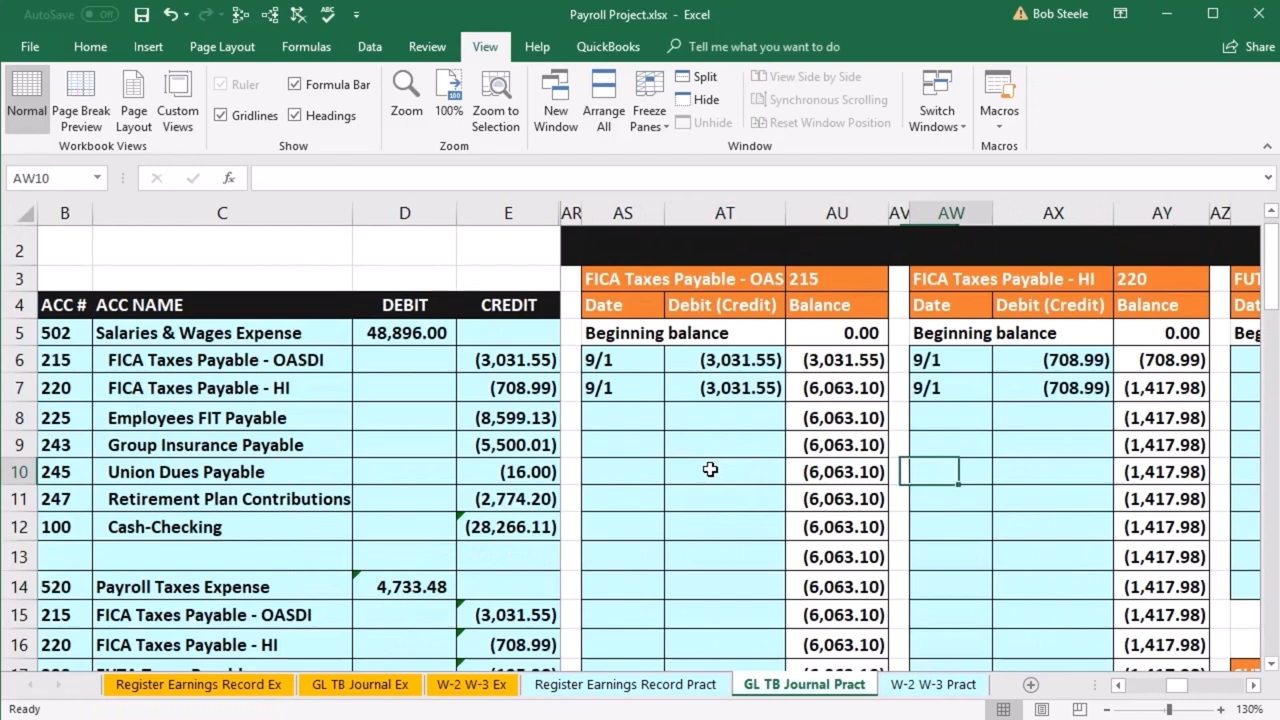 AutoSave Off Payroll Project.xlsx - Excel Bob Steele
File Home Insert Page Layout Formulas Data Review View Help QuickBooks Tell me what you want to do Share
Normal Page Break Preview Page Layout Custom Views Ruler Gridlines Formula Bar Headings Zoom 100% Zoom to Selection New Window Arrange All Freeze Panes Split Hide Unhide View Side by Side Synchronous Scrolling Reset Window Position Switch Windows Macros
Workbook Views Show Zoom Window Macros
AW10 fx
B C D E AR AS AT AU AV AW AX AY AZ
2
3 FICA Taxes Payable - OAS 215 FICA Taxes Payable - HI 220 FUT
4 ACC # ACC NAME DEBIT CREDIT Date Debit (Credit) Balance Date Debit (Credit) Balance Dat
5 502 Salaries & Wages Expense 48,896.00 Beginning balance 0.00 Beginning balance 0.00 Beg
6 215 FICA Taxes Payable - OASDI (3,031.55) 9/1 (3,031.55) (3,031.55) 9/1 (708.99) (708.99)
7 220 FICA Taxes Payable - HI (708.99) 9/1 (3,031.55) (6,063.10) 9/1 (708.99) (1,417.98)
8 225 Employees FIT Payable (8,599.13) (6,063.10) (1,417.98)
9 243 Group Insurance Payable (5,500.01) (6,063.10) (1,417.98)
10 245 Union Dues Payable (16.00) (6,063.10) (1,417.98)
11 247 Retirement Plan Contributions (2,774.20) (6,063.10) (1,417.98)
12 100 Cash-Checking (28,266.11) (6,063.10) (1,417.98)
13 (6,063.10) (1,417.98)
14 520 Payroll Taxes Expense 4,733.48 (6,063.10) (1,417.98)
15 215 FICA Taxes Payable - OASDI (3,031.55) (6,063.10) (1,417.98)
16 220 FICA Taxes Payable - HI (708.99) (6,063.10) (1,417.98)
Register Earnings Record Ex GL TB Journal Ex W-2 W-3 Ex Register Earnings Record Pract GL TB Journal Pract W-2 W-3 Pract
Ready 130%